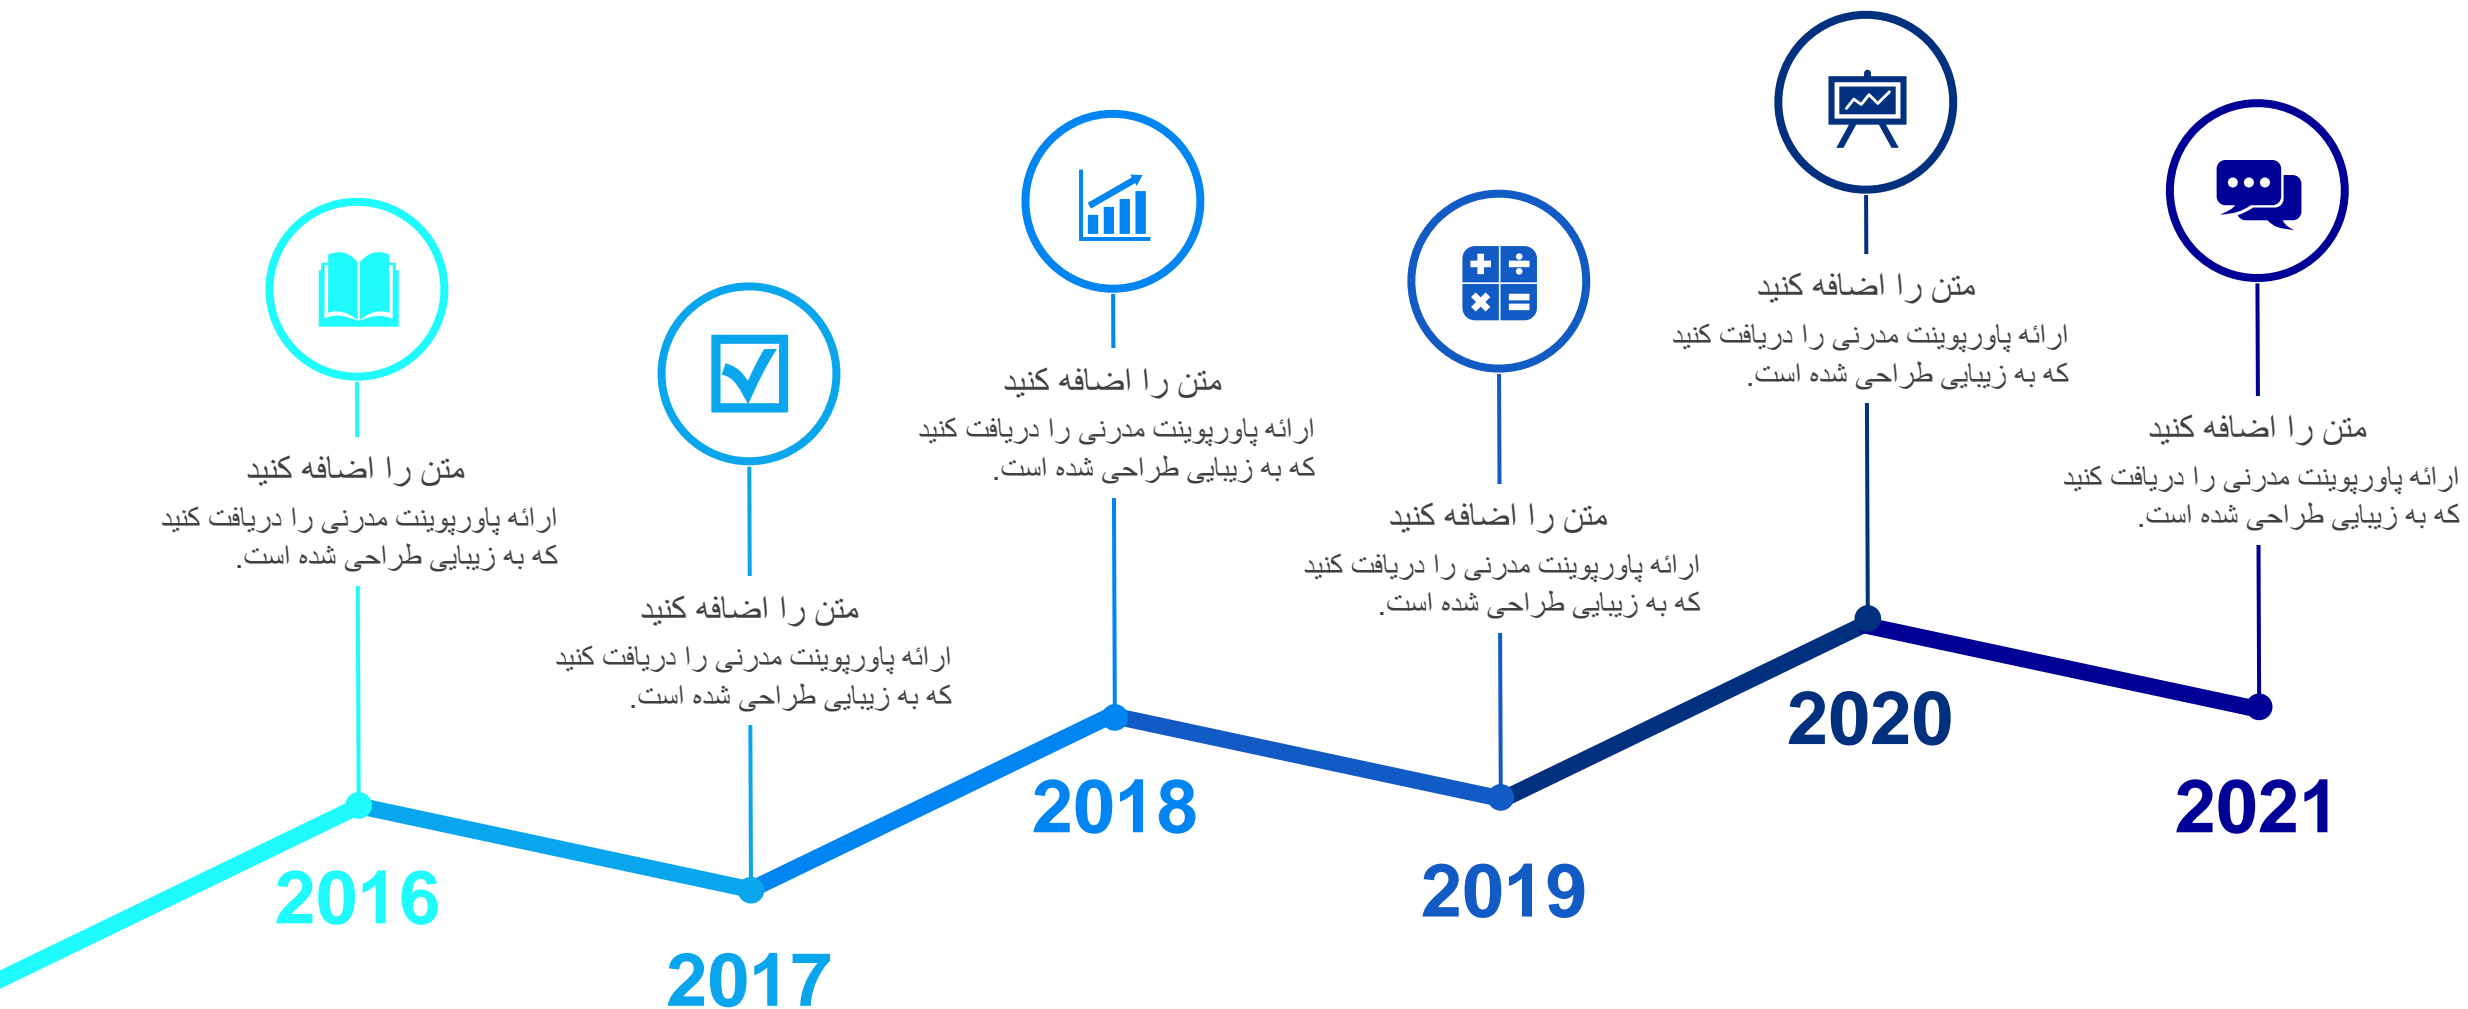 متن را اضافه کنید
ارائه پاورپوینت مدرنی را دریافت کنید
که به زیبایی طراحی شده است.
2016
متن را اضافه کنید
ارائه پاورپوینت مدرنی را دریافت کنید
که به زیبایی طراحی شده است.
2017
متن را اضافه کنید
ارائه پاورپوینت مدرنی را دریافت کنید
که به زیبایی طراحی شده است.
2018
متن را اضافه کنید
ارائه پاورپوینت مدرنی را دریافت کنید
که به زیبایی طراحی شده است.
2019
متن را اضافه کنید
ارائه پاورپوینت مدرنی را دریافت کنید
که به زیبایی طراحی شده است.
2020
متن را اضافه کنید
ارائه پاورپوینت مدرنی را دریافت کنید
که به زیبایی طراحی شده است.
2021